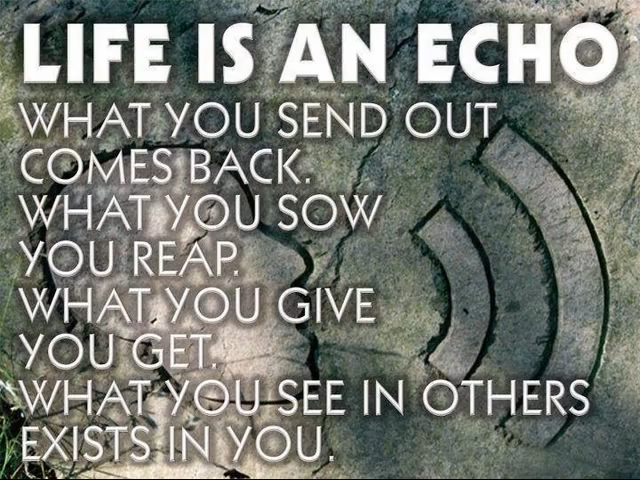 LIFE IS AN ECHO
WHAT YOU SEND OUT
COMES BACK.
WHAT YOU SOW
YOU REAP.
WHAT YOU GIVE
YOU GET.
WHAT YOU SEE IN OTHERS
EXISTS IN YOU.